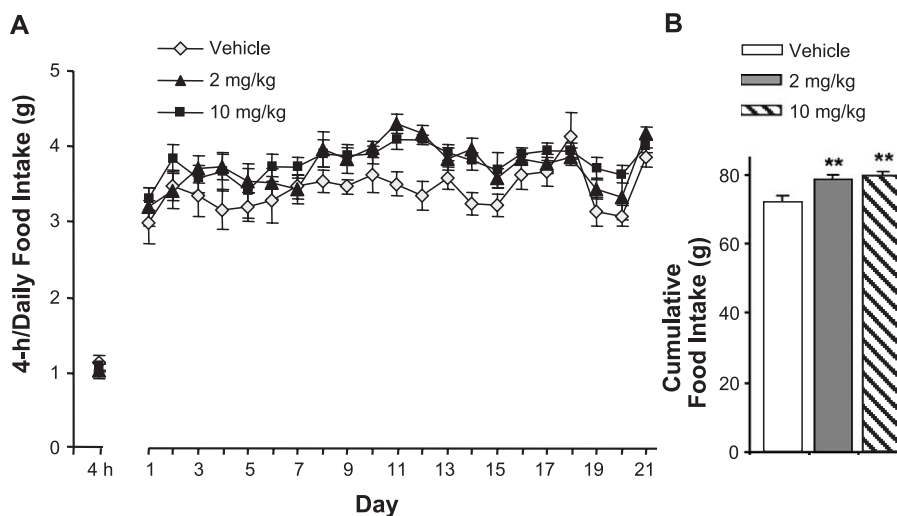 A
Vehicle
2 mg/kg
10 mg/kg
4-h/Daily Food Intake (g)
5
4
3
2
1
0
4 h
1 3 5 7 9 11 13 15 17 19 21
Day
B
Vehicle
2 mg/kg
10 mg/kg
Cumulative
Food Intake (g)
80
60
40
20
0
** **